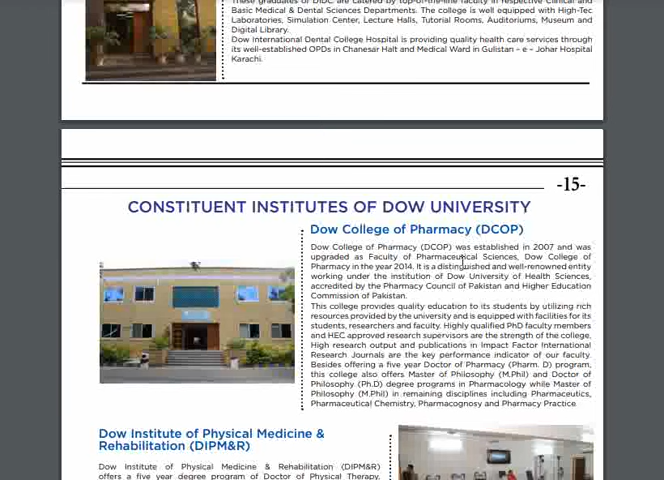 These graduates of DIDC are catered by top-of-the-line faculty in respective Clinical and
Basic Medical & Dental Sciences Departments. The college is well equipped with High-Tec
Laboratories, Simulation Center, Lecture Halls, Tutorial Rooms, Auditoriums, Museum and
Digital Library.
Dow International Dental College Hospital is providing quality health care services through
its well-established OPDs in Chanesar Halt and Medical Ward in Gulistan - e - Johar Hospital
Karachi.
-15-
CONSTITUENT INSTITUTES OF DOW UNIVERSITY
Dow College of Pharmacy (DCOP)
Dow College of Pharmacy (DCOP) was established in 2007 and was
upgraded as Faculty of Pharmaceutical Sciences, Dow College of
Pharmacy in the year 2014. It is a distinguished and well-renowned entity
working under the institution of Dow University of Health Sciences,
accredited by the Pharmacy Council of Pakistan and Higher Education
Commission of Pakistan.
This college provides quality education to its students by utilizing rich
resources provided by the university and is equipped with facilities for its
students, researchers and faculty. Highly qualified PhD faculty members
and HEC approved research supervisors are the strength of the college,
High research output and publications in Impact Factor International
Research Journals are the key performance indicator of our faculty.
Besides offering a five year Doctor of Pharmacy (Pharm. D) program,
this college also offers Master of Philosophy (M.Phil) and Doctor of
Philosophy (Ph.D) degree programs in Pharmacology while Master of
Philosophy (M.Phil) in remaining disciplines including Pharmaceutics,
Pharmaceutical Chemistry, Pharmacognosy and Pharmacy Practice.
Dow Institute of Physical Medicine &
Rehabilitation (DIPM&R)
Dow Institute of Physical Medicine & Rehabilitation (DIPM&R)
offers a five year degree program of Doctor of Physical Therapy,